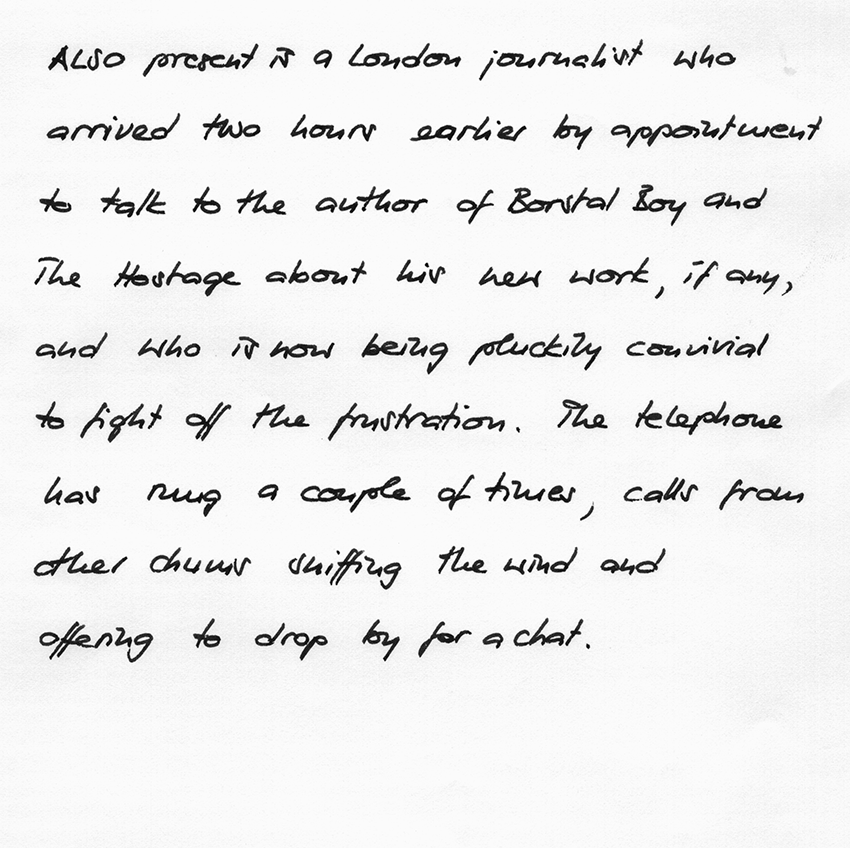 Also present is a London journalist who
arrived two hours earlier by appointment
to talk to the author of Borstal Boy and
The Hostage about his new work, if any,
and who is now being pluckily convivial
to fight off the frustration. The telephone
has rung a couple of times, calls from
other chums sniffing the wind and
offering to drop by for a chat.